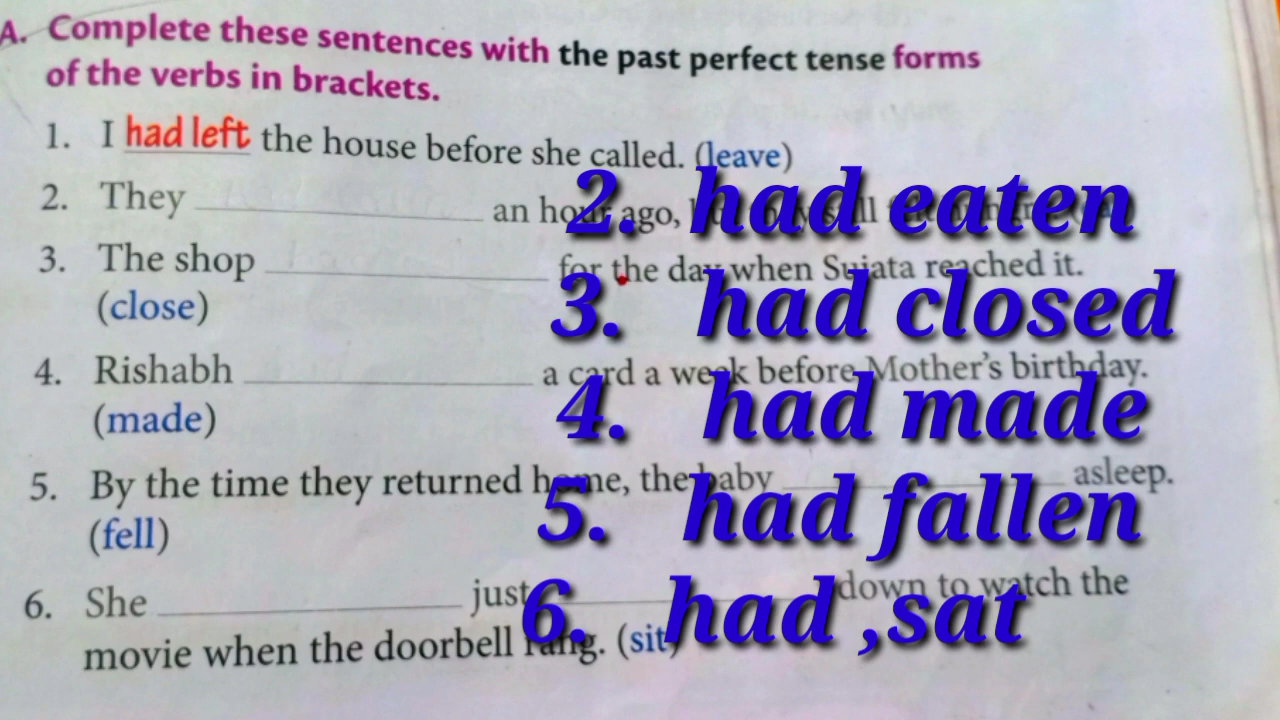 A. Complete these sentences with the past perfect tense forms
of the verbs in brackets.
1. I had left the house before she called. (leave)
2. They an hour ago,
2. had eaten
3. The shop for the day when Sujata reached it.
(close)
3. had closed
4. Rishabh a card a week before Mother's birthday.
(made)
4. had made
5. By the time they returned home, the baby asleep.
(fell)
5. had fallen
6. She just down to watch the
movie when the doorbell rang. (sit)
6. had ,sat